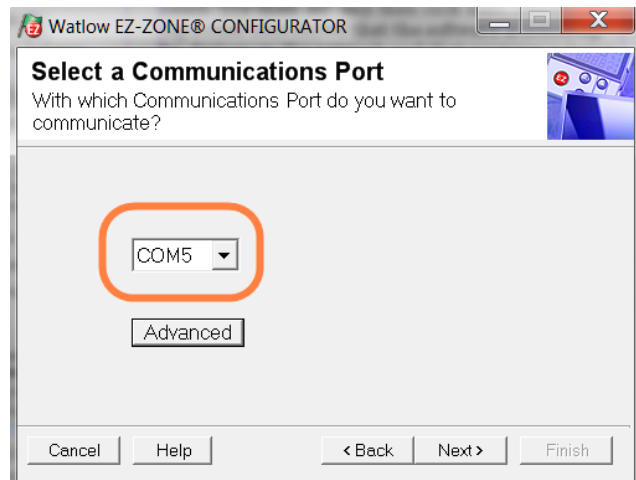 Watlow EZ-ZONE® CONFIGURATOR
Select a Communications Port
With which Communications Port do you want to
communicate?
COM5
Advanced
Cancel Help < Back Next > Finish